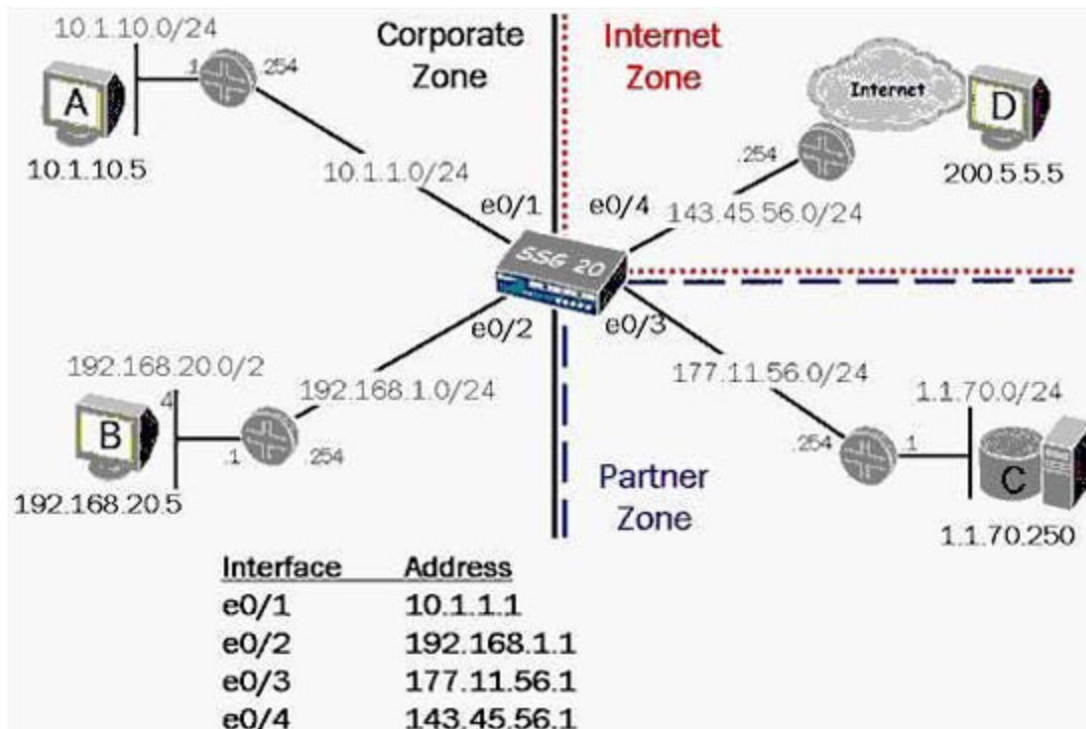 10.1.10.0/24
A
.1
.254
10.1.10.5
Corporate
Zone
Internet
Zone
Internet
D
.254
200.5.5.5
10.1.1.0/24
e0/1
e0/4
143.45.56.0/24
SSG 20
e0/2
e0/3
192.168.20.0/2
4
192.168.1.0/24
B
.1
.254
192.168.20.5
177.11.56.0/24
1.1.70.0/24
.254
.1
C
1.1.70.250
Partner
Zone
Interface Address
e0/1 10.1.1.1
e0/2 192.168.1.1
e0/3 177.11.56.1
e0/4 143.45.56.1